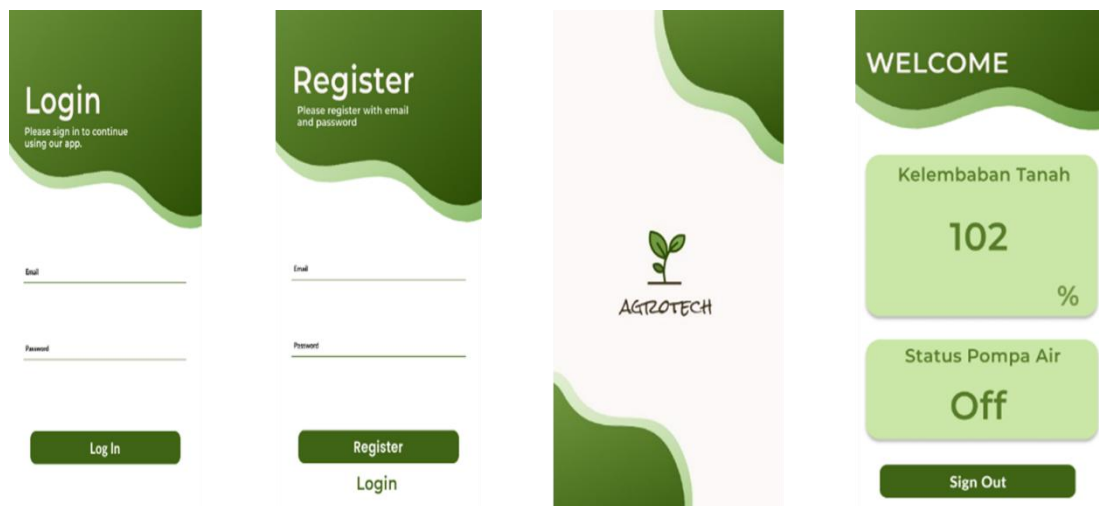 Login
Please sign in to continue
using our app.
Email
Password
Log In
Register
Please register with email
and password
Email
Password
Register
Login
AGROTECH
WELCOME
Kelembaban Tanah
102
%
Status Pompa Air
Off
Sign Out